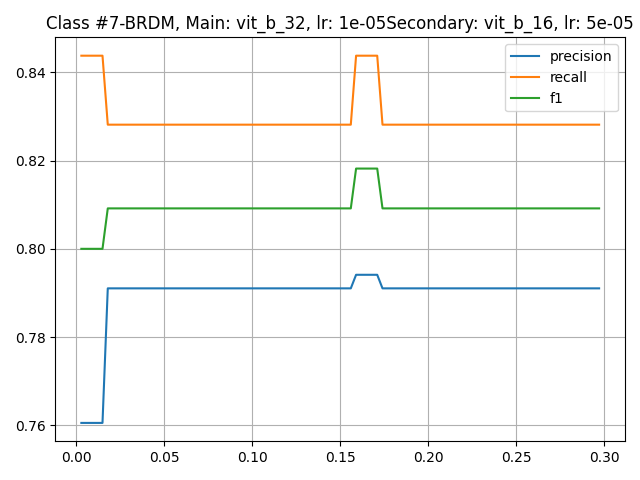 Class #7-BRDM, Main: vit_b_32, lr: 1e-05Secondary: vit_b_16, lr: 5e-05
precision
recall
f1
0.84
0.82
0.80
0.78
0.76
0.00 0.05 0.10 0.15 0.20 0.25 0.30